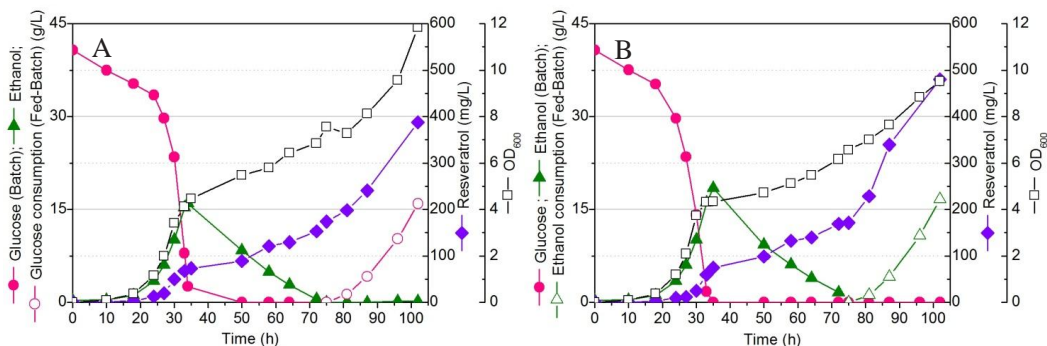 A
Glucose (Batch); Ethanol;
Glucose consumption (Fed-Batch) (g/L)
45
30
15
0
0 10 20 30 40 50 60 70 80 90 100
Time (h)
600
500
400
300
200
100
0
Resveratrol (mg/L)
12
10
8
6
4
2
0
OD600
B
Glucose ; Ethanol (Batch);
Ethanol consumption (Fed-Batch) (g/L)
45
30
15
0
0 10 20 30 40 50 60 70 80 90 100
Time (h)
600
500
400
300
200
100
0
Resveratrol (mg/L)
12
10
8
6
4
2
0
OD600